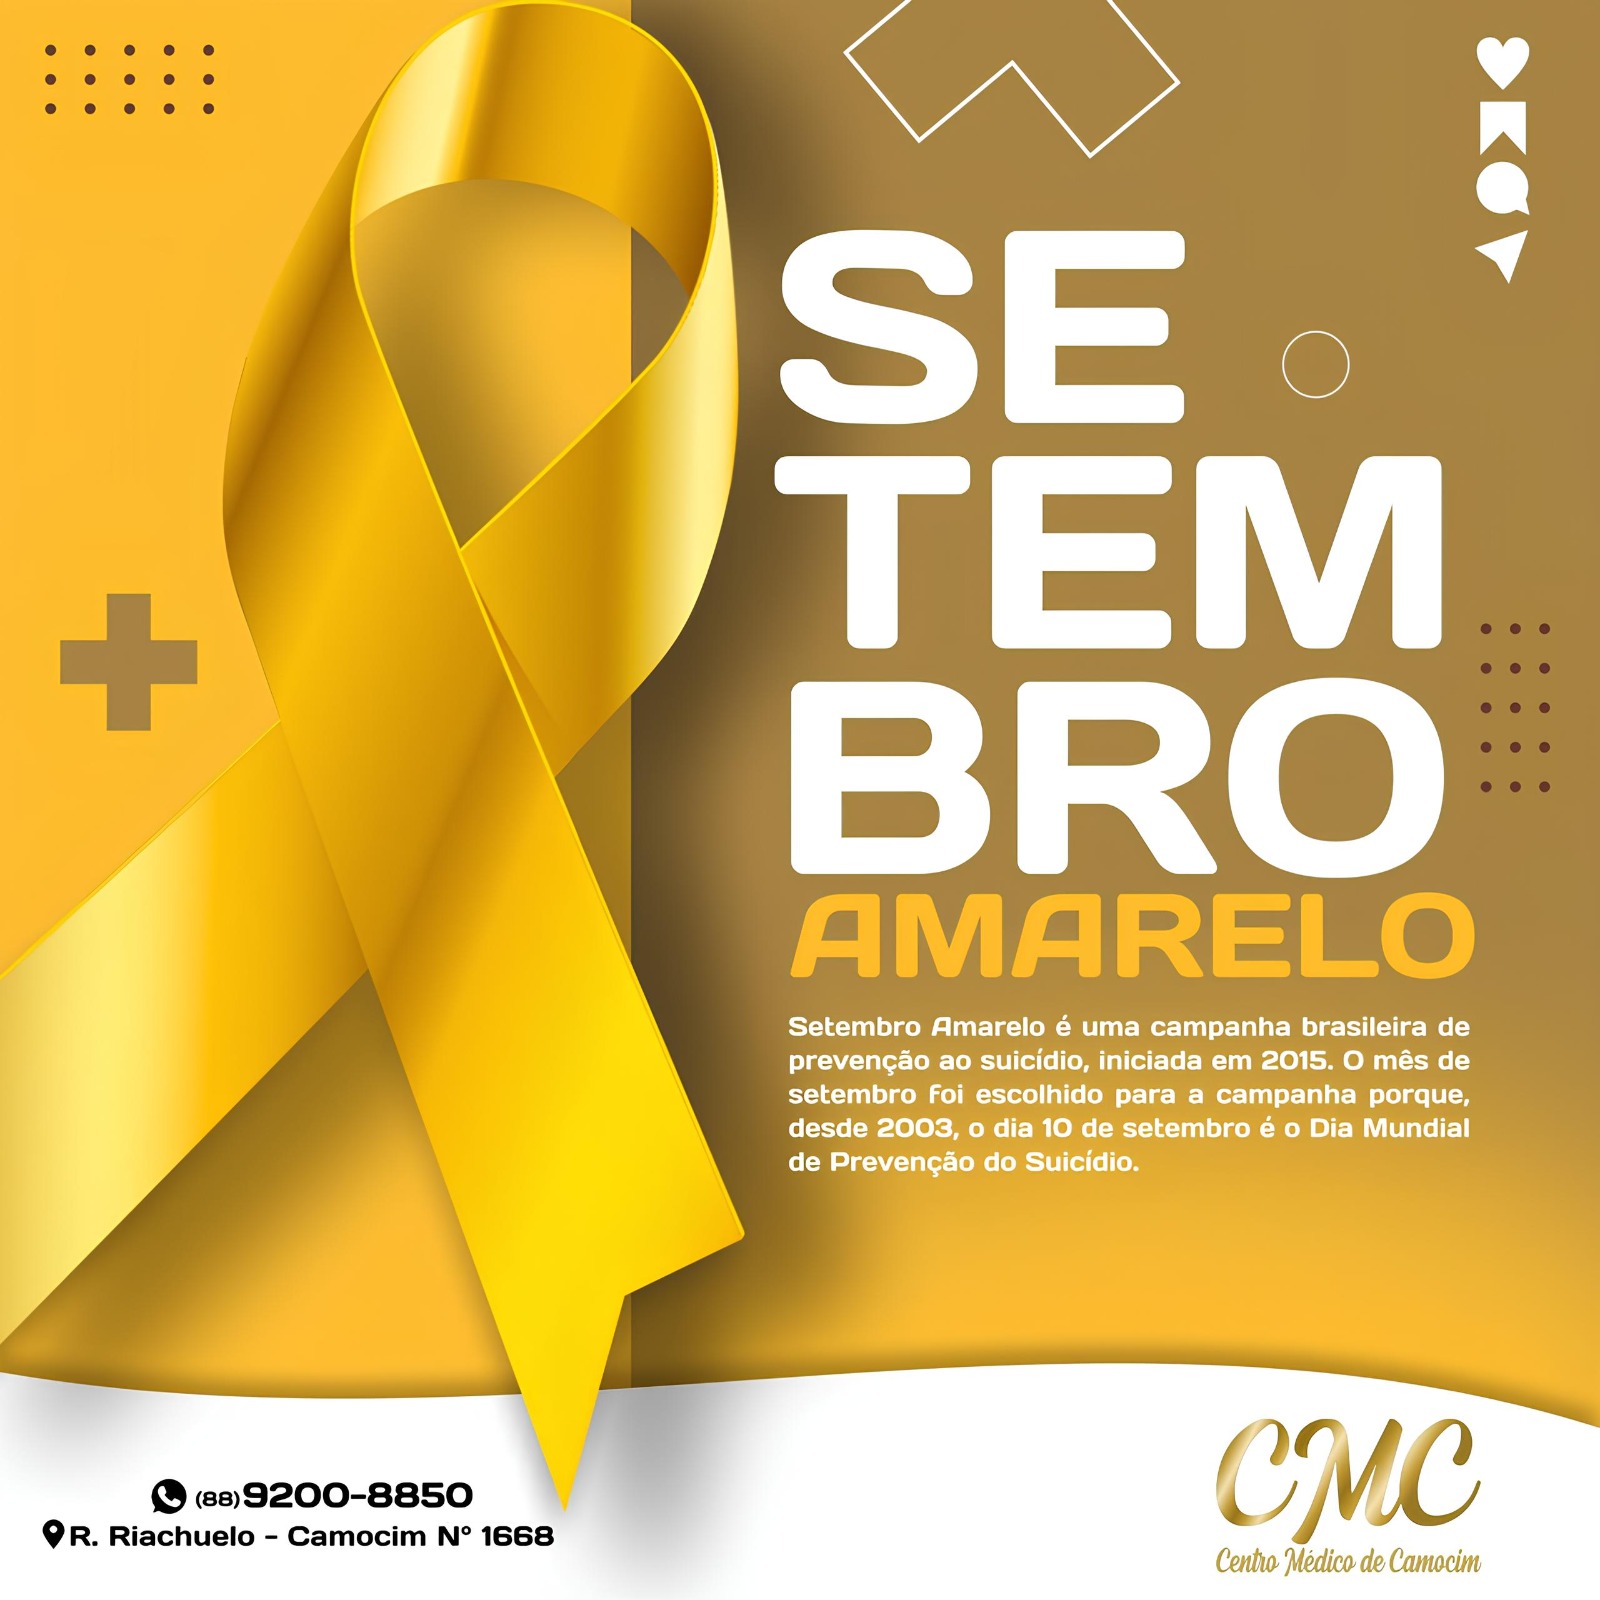 SE
TEM
BRO
AMARELO
Setembro Amarelo é uma campanha brasileira de
prevenção ao suicídio, iniciada em 2015. O mês de
setembro foi escolhido para a campanha porque,
desde 2003, o dia 10 de setembro é o Dia Mundial
de Prevenção do Suicídio.
(88)9200-8850
R. Riachuelo - Camocim Nº 1668
CMC
Centro Médico de Camocim